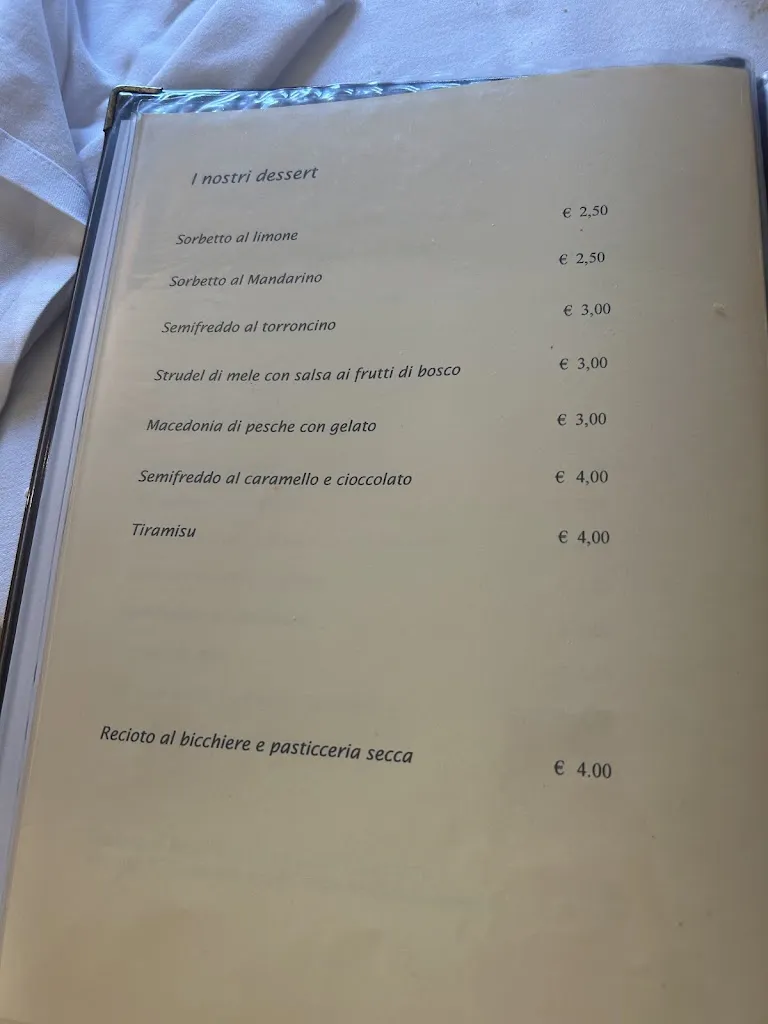 I nostri dessert
Sorbetto al limone € 2,50
Sorbetto al Mandarino € 2,50
Semifreddo al torroncino € 3,00
Strudel di mele con salsa ai frutti di bosco € 3,00
Macedonia di pesche con gelato € 3,00
Semifreddo al caramello e cioccolato € 4,00
Tiramisu € 4,00
Recioto al bicchiere e pasticceria secca € 4.00